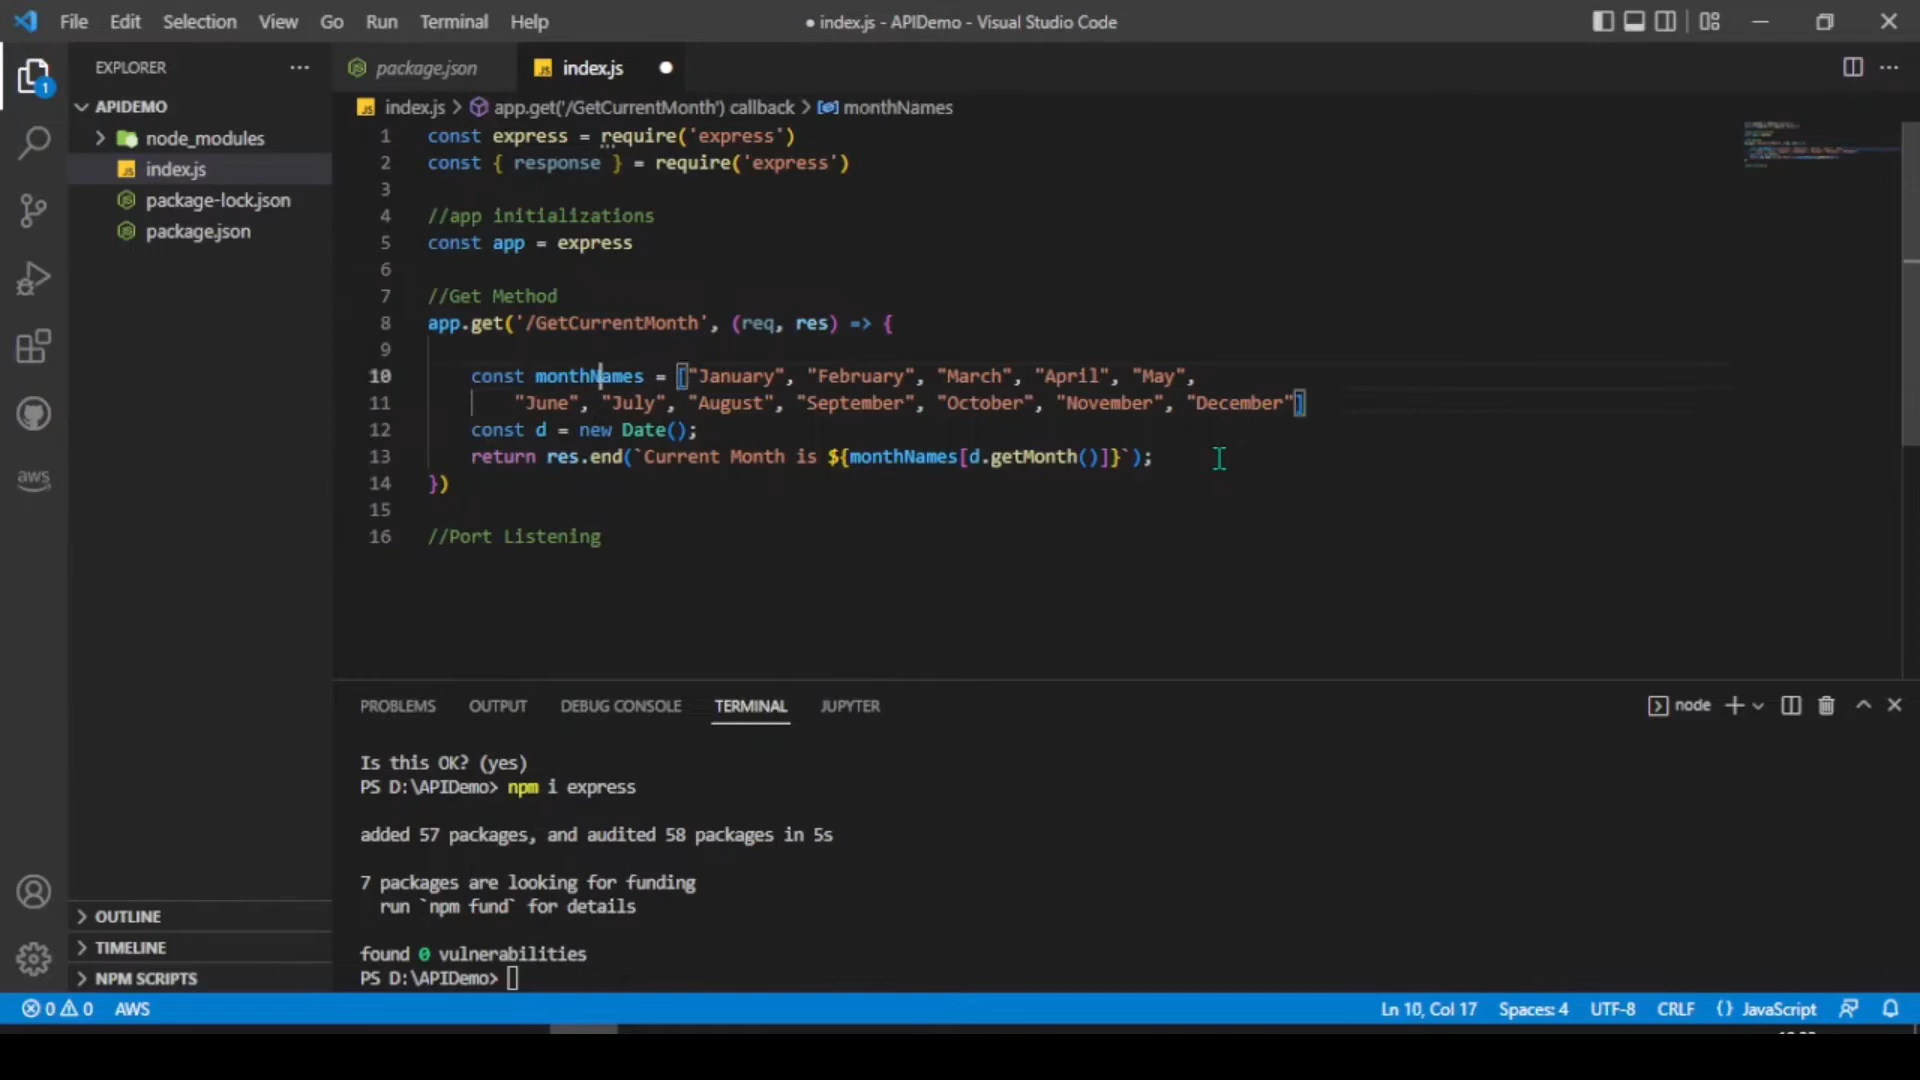 File Edit Selection View Go Run Terminal Help ● index.js - APIDemo - Visual Studio Code
EXPLORER ··· package.json index.js ● ···
1
APIDEMO
node_modules
index.js
package-lock.json
package.json
index.js > app.get('/GetCurrentMonth') callback > monthNames
1 const express = require('express')
2 const { response } = require('express')
3
4 //app initializations
5 const app = express
6
7 //Get Method
8 app.get('/GetCurrentMonth', (req, res) => {
9
10 const monthNames = ["January", "February", "March", "April", "May",
11 "June", "July", "August", "September", "October", "November", "December"]
12 const d = new Date();
13 return res.end(`Current Month is ${monthNames[d.getMonth()]}`);
14 })
15
16 //Port Listening
aws
PROBLEMS OUTPUT DEBUG CONSOLE TERMINAL JUPYTER node
Is this OK? (yes)
PS D:\APIDemo> npm i express
added 57 packages, and audited 58 packages in 5s
7 packages are looking for funding
run `npm fund` for details
found 0 vulnerabilities
PS D:\APIDemo>
OUTLINE
TIMELINE
NPM SCRIPTS
0 0 AWS Ln 10, Col 17 Spaces: 4 UTF-8 CRLF {} JavaScript